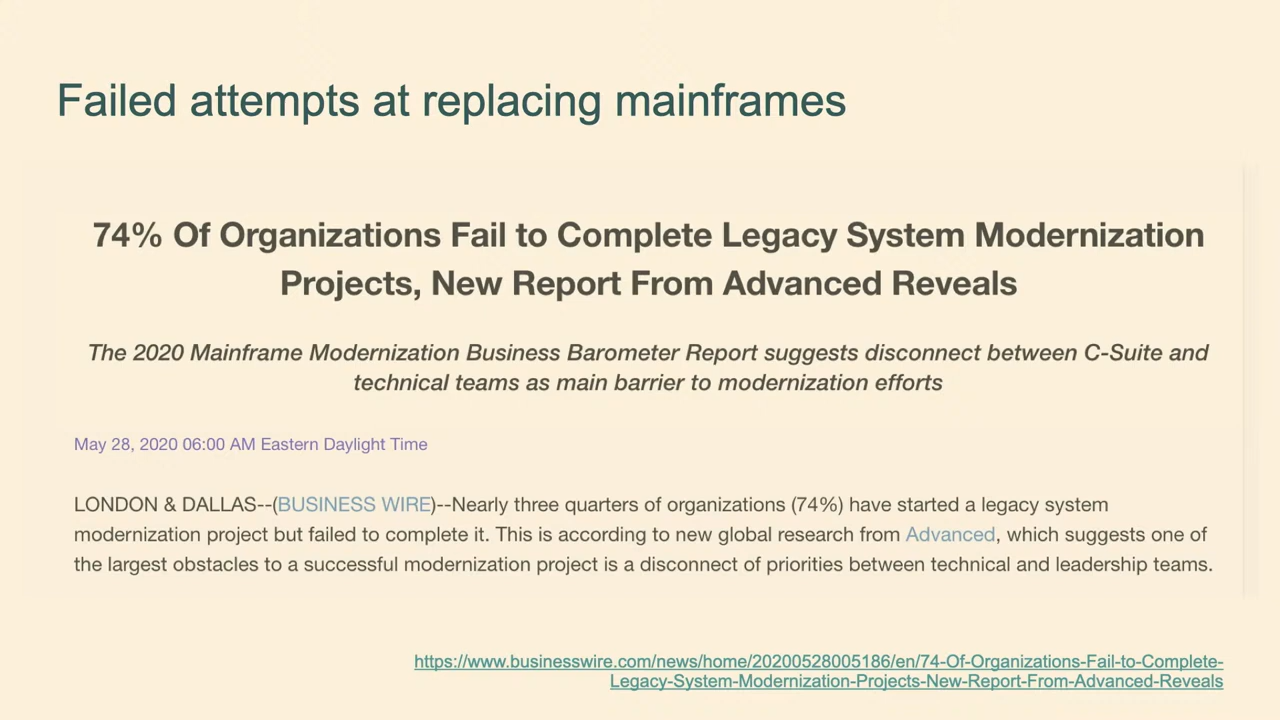 Failed attempts at replacing mainframes
74% Of Organizations Fail to Complete Legacy System Modernization
Projects, New Report From Advanced Reveals
The 2020 Mainframe Modernization Business Barometer Report suggests disconnect between C-Suite and
technical teams as main barrier to modernization efforts
May 28, 2020 06:00 AM Eastern Daylight Time
LONDON & DALLAS--(BUSINESS WIRE)--Nearly three quarters of organizations (74%) have started a legacy system
modernization project but failed to complete it. This is according to new global research from Advanced, which suggests one of
the largest obstacles to a successful modernization project is a disconnect of priorities between technical and leadership teams.
https://www.businesswire.com/news/home/20200528005186/en/74-Of-Organizations-Fail-to-Complete-
Legacy-System-Modernization-Projects-New-Report-From-Advanced-Reveals